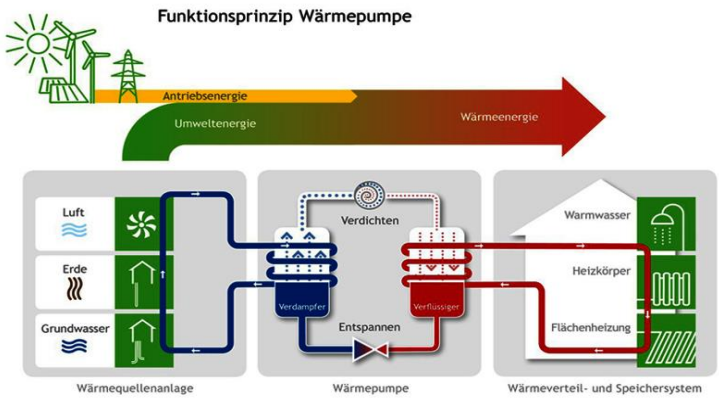 Funktionsprinzip Wärmepumpe
Antriebsenergie
Umweltenergie
Wärmeenergie
Luft
Erde
Grundwasser
Wärmequellenanlage
Verdichten
Verdampfer
Verflüssiger
Entspannen
Wärmepumpe
Warmwasser
Heizkörper
Flächenheizung
Wärmeverteil- und Speichersystem